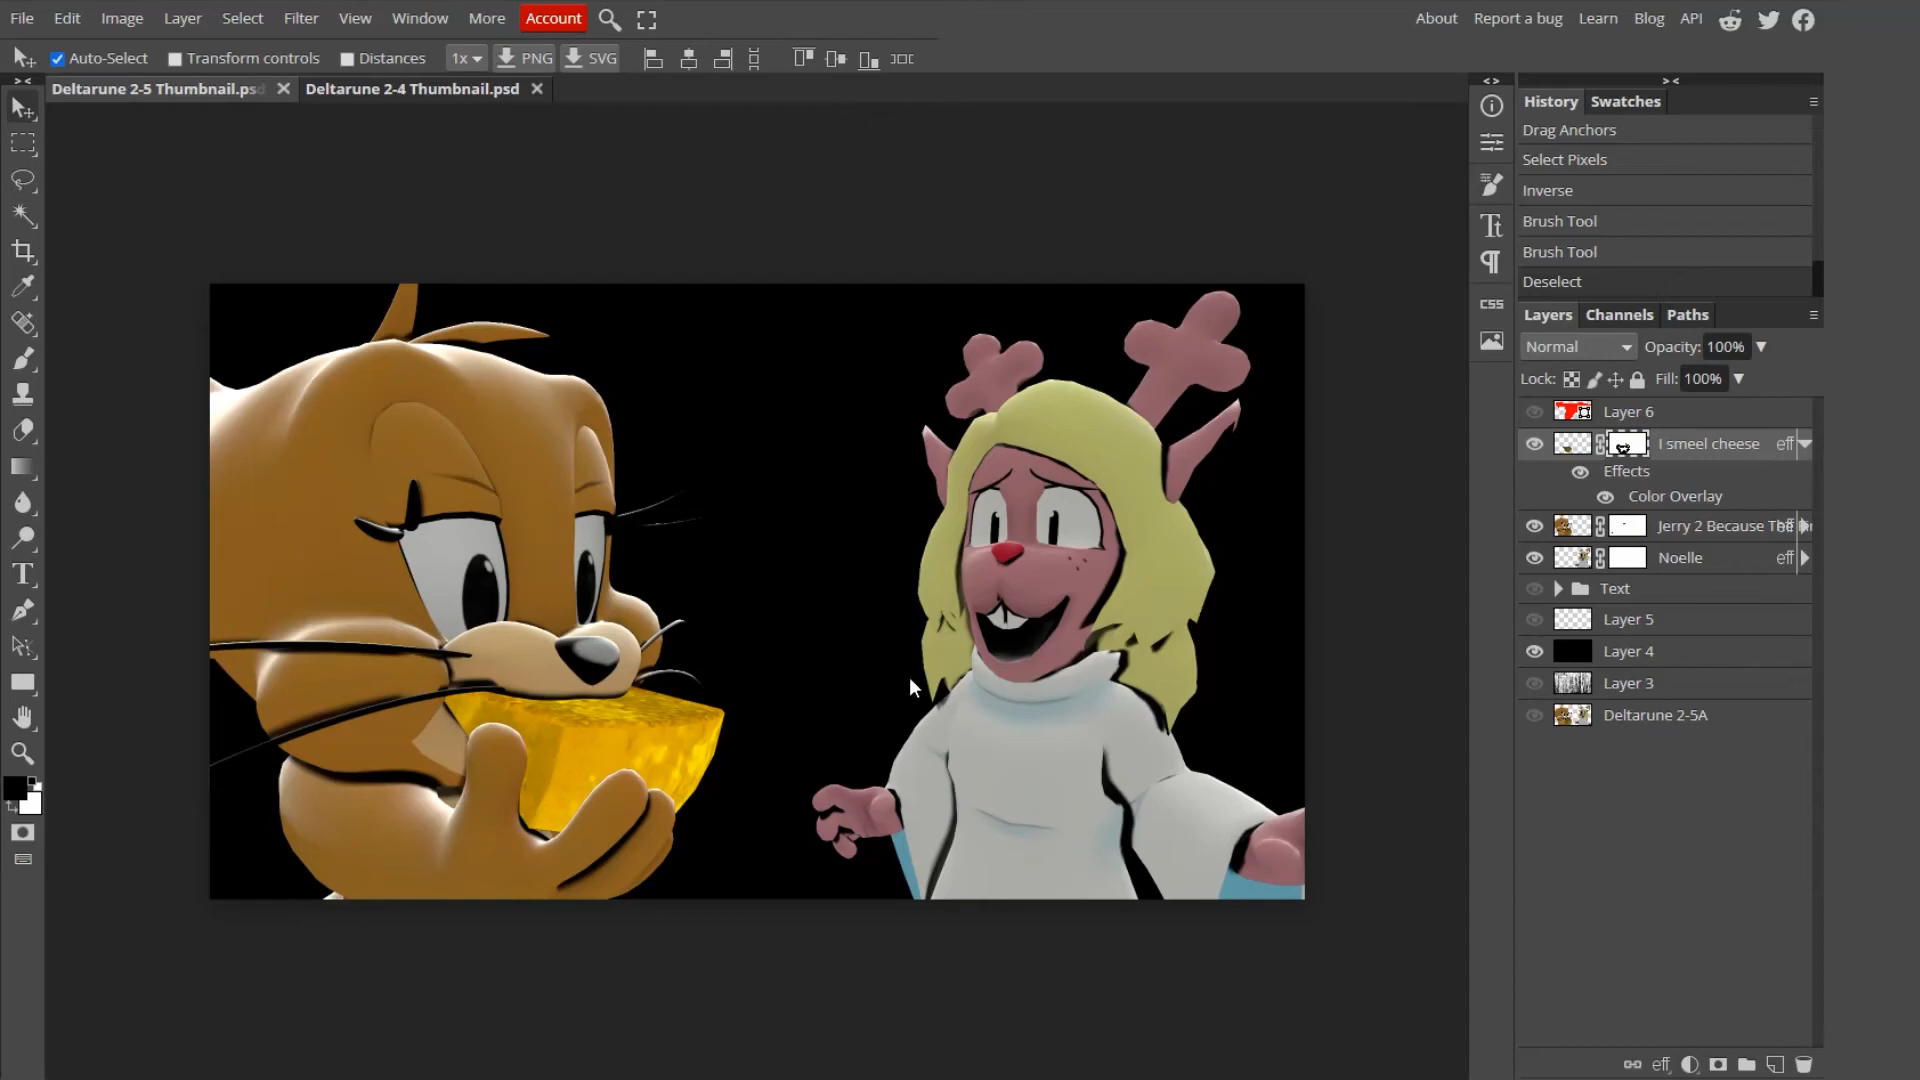 File Edit Image Layer Select Filter View Window More Account About Report a bug Learn Blog API
Auto-Select Transform controls Distances 1x PNG SVG
Deltarune 2-5 Thumbnail.psd Deltarune 2-4 Thumbnail.psd
History Swatches
Drag Anchors
Select Pixels
Inverse
Brush Tool
Brush Tool
Deselect
CSS
Layers Channels Paths
Normal Opacity: 100%
Lock: Fill: 100%
Layer 6
I smeel cheese eff
Effects
Color Overlay
Jerry 2 Because The
Noelle eff
Text
Layer 5
Layer 4
Layer 3
Deltarune 2-5A
eff